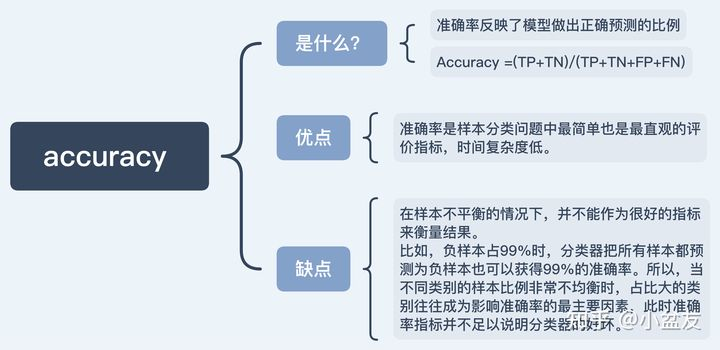 accuracy
是什么？
准确率反映了模型做出正确预测的比例
Accuracy =(TP+TN)/(TP+TN+FP+FN)
优点
准确率是样本分类问题中最简单也是最直观的评
价指标，时间复杂度低。
缺点
在样本不平衡的情况下，并不能作为很好的指标
来衡量结果。
比如，负样本占99%时，分类器把所有样本都预
测为负样本也可以获得99%的准确率。所以，当
不同类别的样本比例非常不均衡时，占比大的类
别往往成为影响准确率的最主要因素，此时准确
率指标并不足以说明分类器的好坏。
知乎 @小盆友